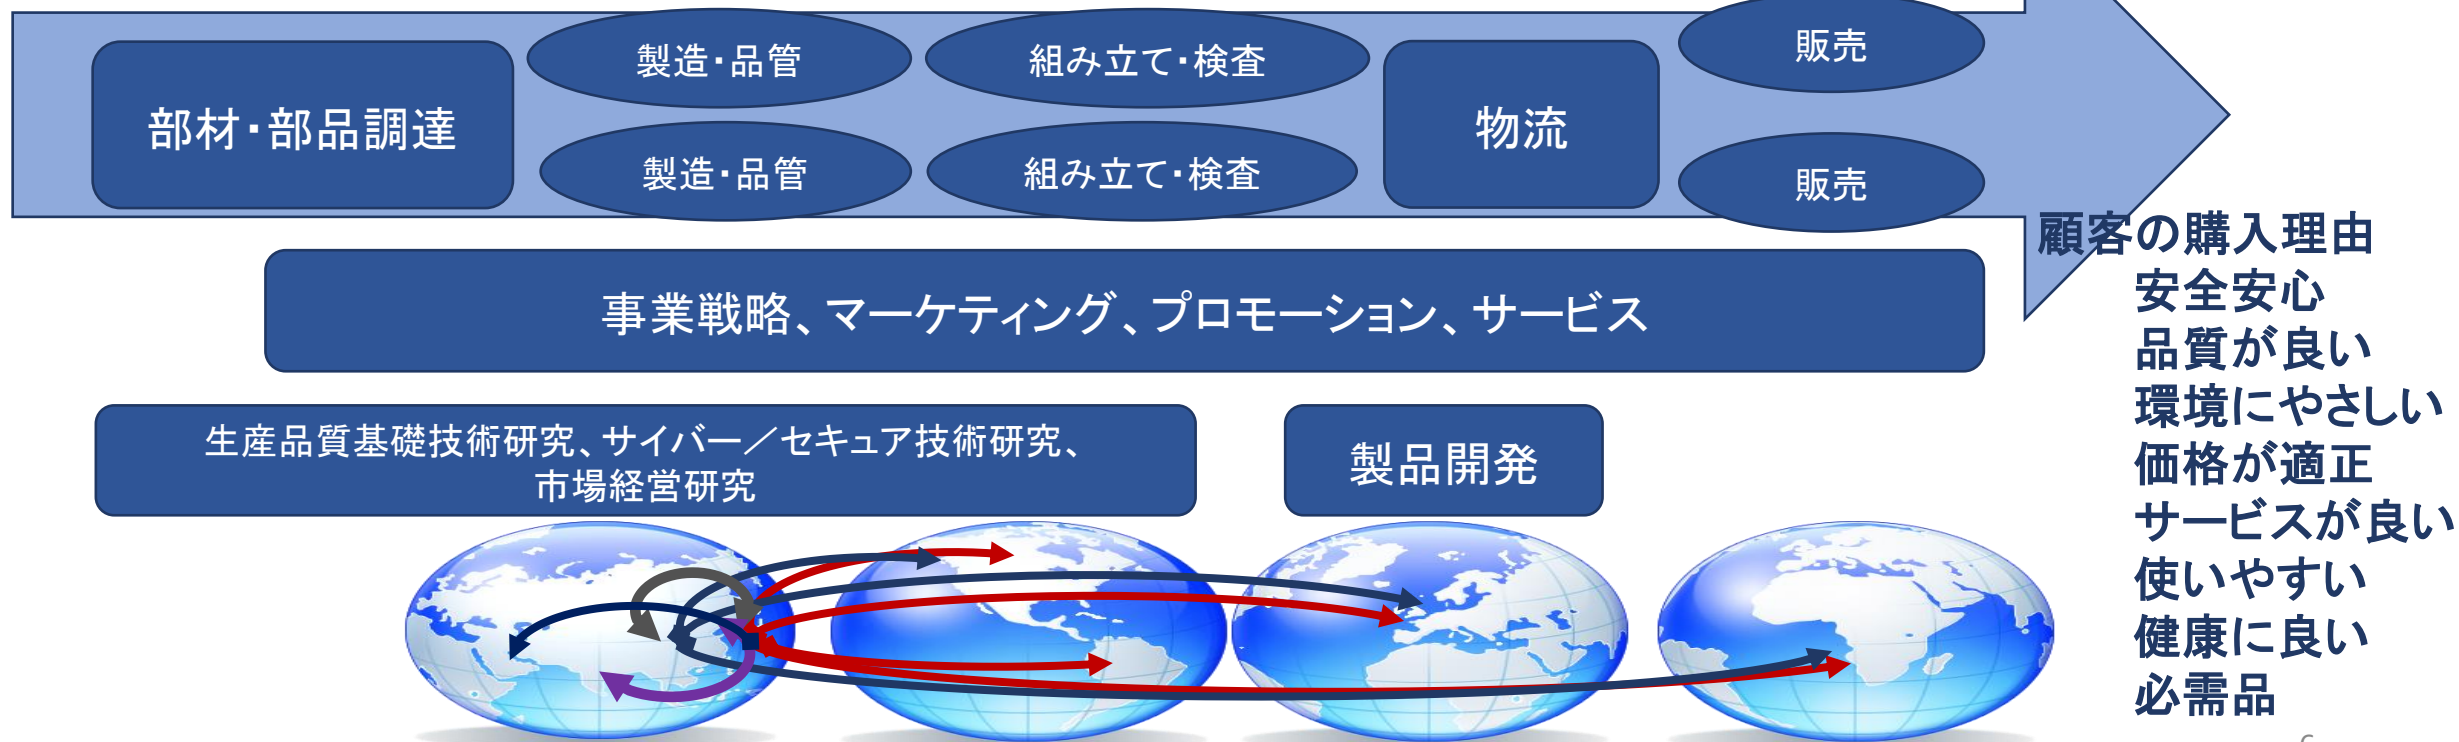 部材・部品調達
製造・品管
組み立て・検査
製造・品管
組み立て・検査
物流
販売
販売
事業戦略、マーケティング、プロモーション、サービス
生産品質基礎技術研究、サイバー／セキュア技術研究、
市場経営研究
製品開発
顧客の購入理由
安全安心
品質が良い
環境にやさしい
価格が適正
サービスが良い
使いやすい
健康に良い
必需品